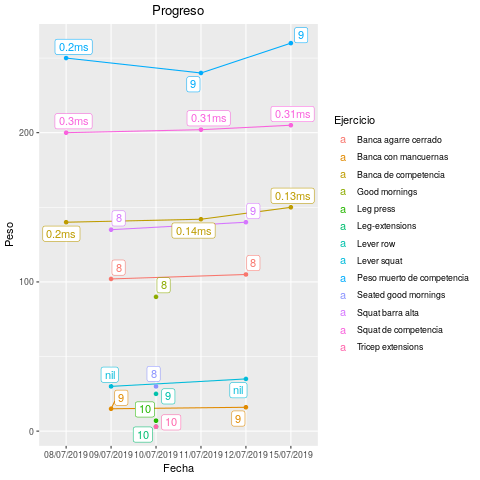 Progreso
9
0.2ms
9
0.3ms
0.31ms
0.31ms
200
0.13ms
8
9
0.2ms
0.14ms
8
8
8
100
nil
8
nil
9
9
10
10
9
10
0
08/07/2019
09/07/2019
10/07/2019
11/07/2019
12/07/2019
15/07/2019
Fecha
Peso
Ejercicio
a Banca agarre cerrado
a Banca con mancuernas
a Banca de competencia
a Good mornings
a Leg press
a Leg-extensions
a Lever row
a Lever squat
a Peso muerto de competencia
a Seated good mornings
a Squat barra alta
a Squat de competencia
a Tricep extensions